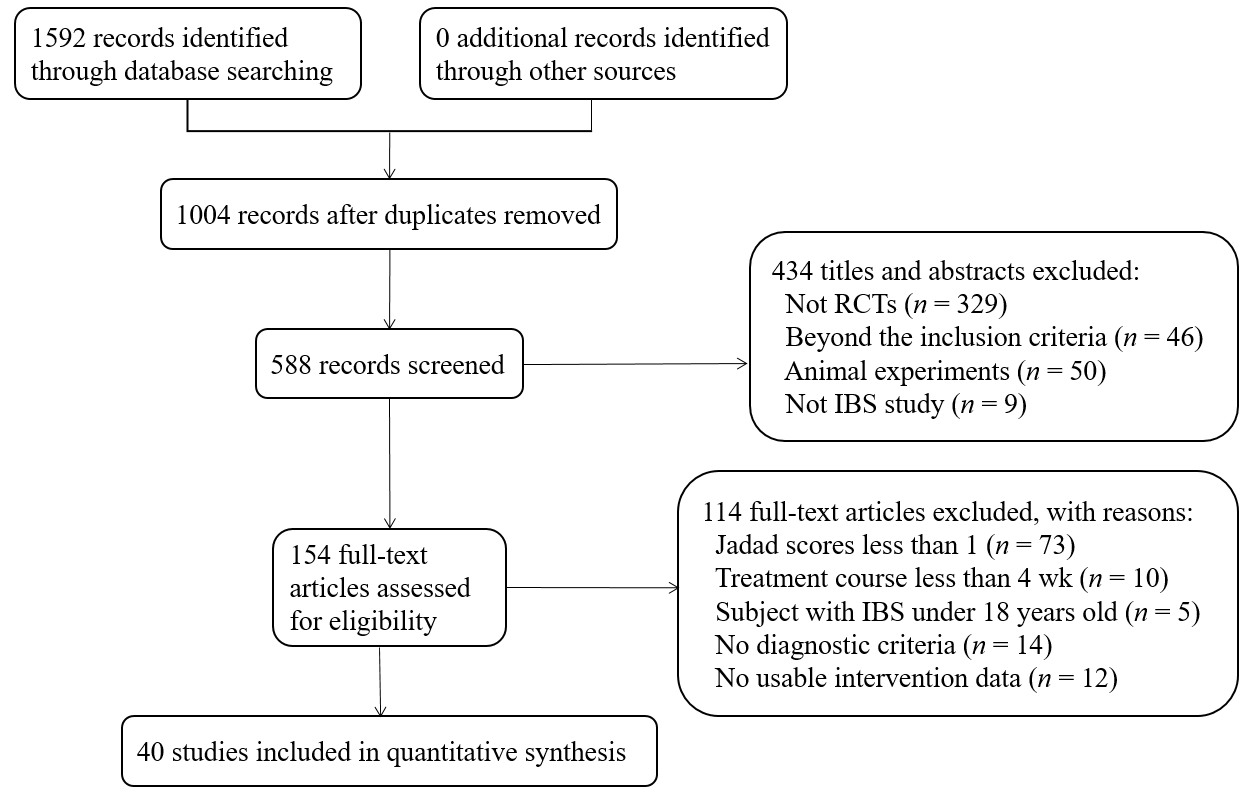 1592 records identified
through database searching
0 additional records identified
through other sources
1004 records after duplicates removed
588 records screened
434 titles and abstracts excluded:
Not RCTs (n = 329)
Beyond the inclusion criteria (n = 46)
Animal experiments (n = 50)
Not IBS study (n = 9)
154 full-text
articles assessed
for eligibility
114 full-text articles excluded, with reasons:
Jadad scores less than 1 (n = 73)
Treatment course less than 4 wk (n = 10)
Subject with IBS under 18 years old (n = 5)
No diagnostic criteria (n = 14)
No usable intervention data (n = 12)
40 studies included in quantitative synthesis